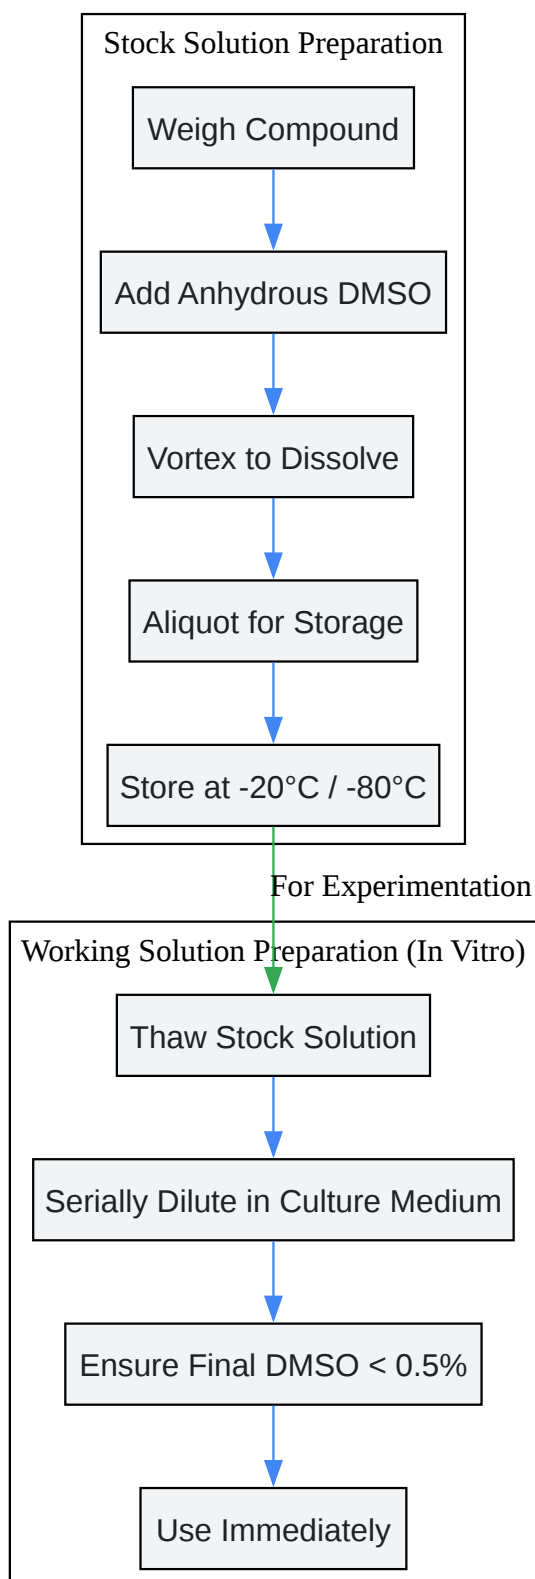 Stock Solution Preparation
Weigh Compound
Add Anhydrous DMSO
Vortex to Dissolve
Aliquot for Storage
Store at -20°C / -80°C
For Experimentation
Working Solution Preparation (In Vitro)
Thaw Stock Solution
Serially Dilute in Culture Medium
Ensure Final DMSO < 0.5%
Use Immediately